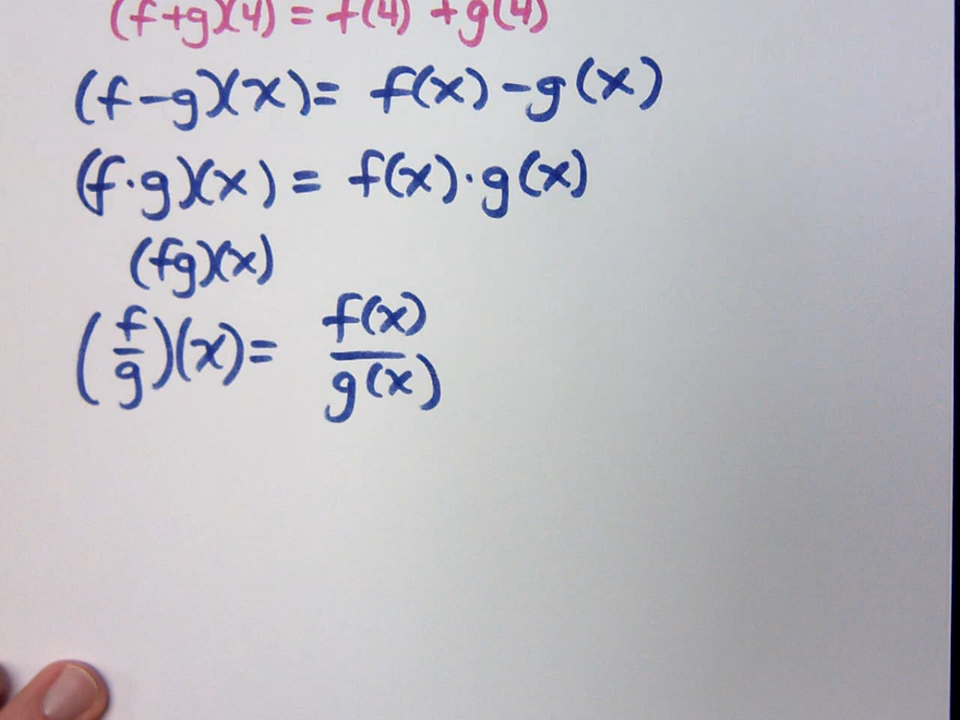 (f+g)(4) = f(4) + g(4)
(f-g)(x) = f(x) - g(x)
(f·g)(x) = f(x)·g(x)
(fg)(x)
(f/g)(x) = f(x)/g(x)